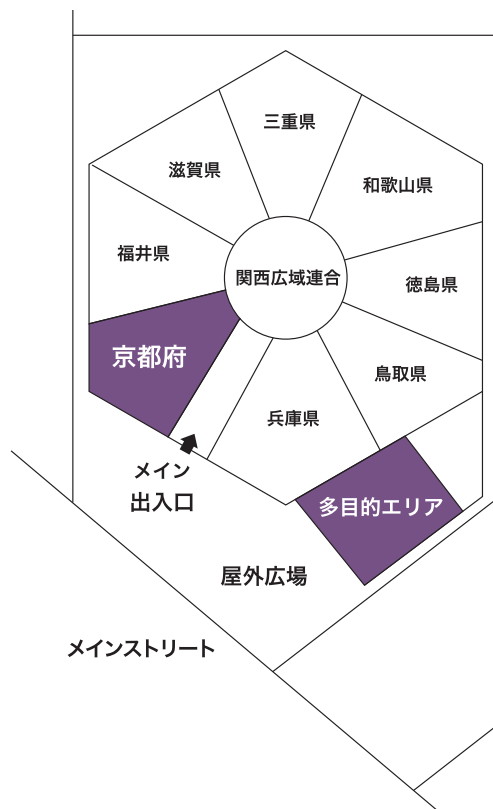 三重県
滋賀県
和歌山県
福井県
関西広域連合
徳島県
京都府
鳥取県
兵庫県
メイン
出入口
多目的エリア
屋外広場
メインストリート